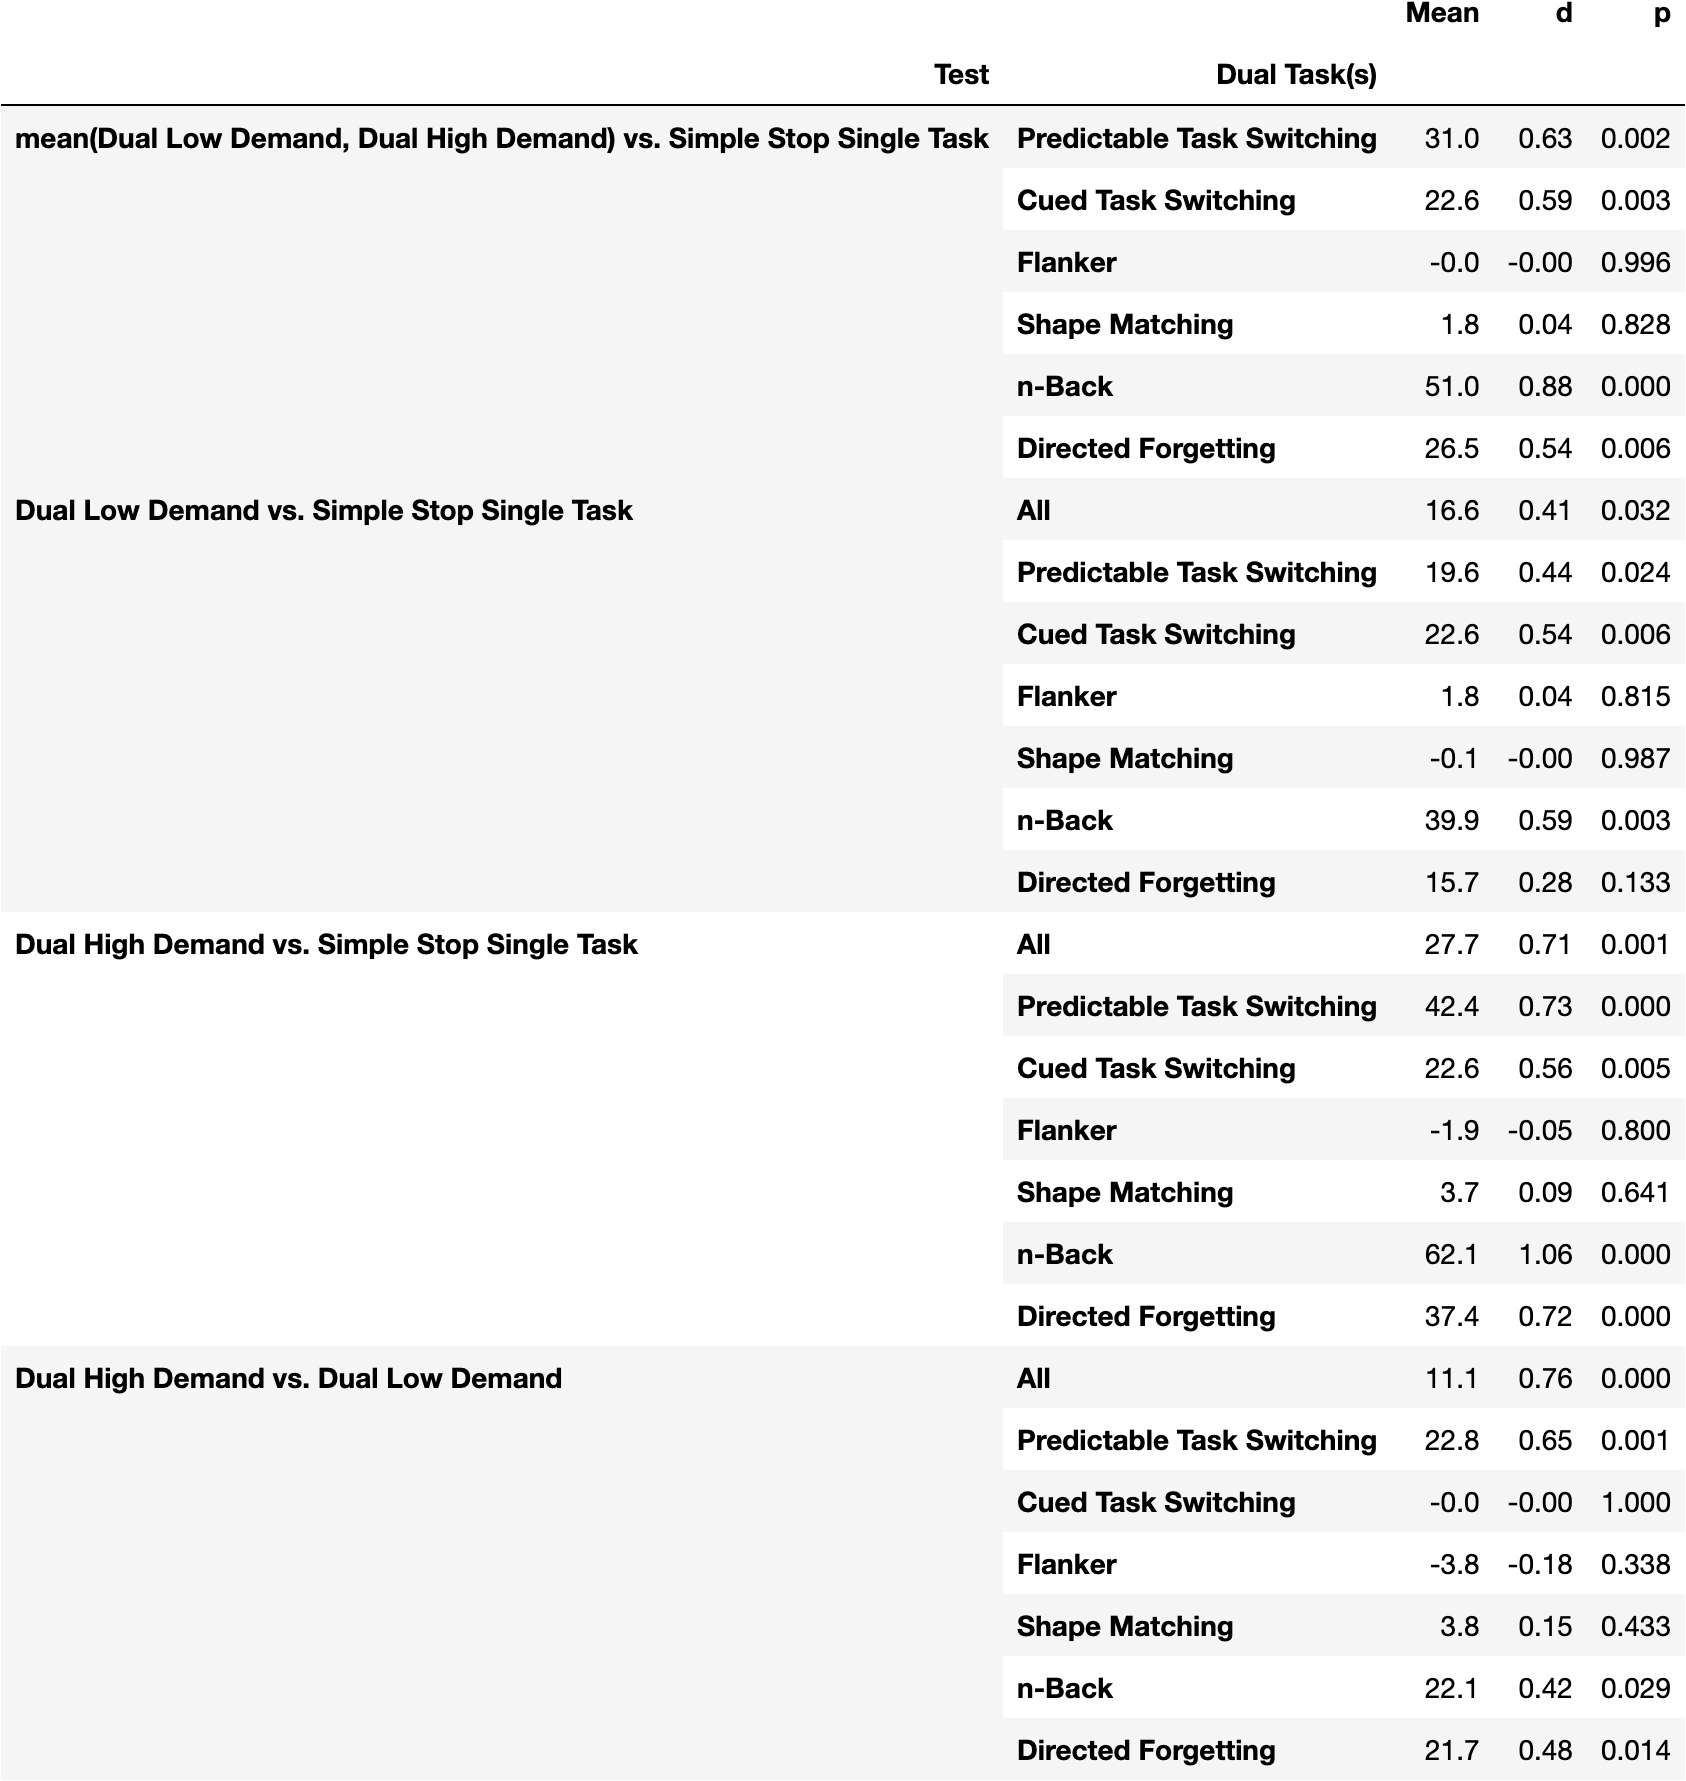 Mean d p
Test Dual Task(s)
mean(Dual Low Demand, Dual High Demand) vs. Simple Stop Single Task Predictable Task Switching 31.0 0.63 0.002
Cued Task Switching 22.6 0.59 0.003
Flanker -0.0 -0.00 0.996
Shape Matching 1.8 0.04 0.828
n-Back 51.0 0.88 0.000
Directed Forgetting 26.5 0.54 0.006
Dual Low Demand vs. Simple Stop Single Task All 16.6 0.41 0.032
Predictable Task Switching 19.6 0.44 0.024
Cued Task Switching 22.6 0.54 0.006
Flanker 1.8 0.04 0.815
Shape Matching -0.1 -0.00 0.987
n-Back 39.9 0.59 0.003
Directed Forgetting 15.7 0.28 0.133
Dual High Demand vs. Simple Stop Single Task All 27.7 0.71 0.001
Predictable Task Switching 42.4 0.73 0.000
Cued Task Switching 22.6 0.56 0.005
Flanker -1.9 -0.05 0.800
Shape Matching 3.7 0.09 0.641
n-Back 62.1 1.06 0.000
Directed Forgetting 37.4 0.72 0.000
Dual High Demand vs. Dual Low Demand All 11.1 0.76 0.000
Predictable Task Switching 22.8 0.65 0.001
Cued Task Switching -0.0 -0.00 1.000
Flanker -3.8 -0.18 0.338
Shape Matching 3.8 0.15 0.433
n-Back 22.1 0.42 0.029
Directed Forgetting 21.7 0.48 0.014